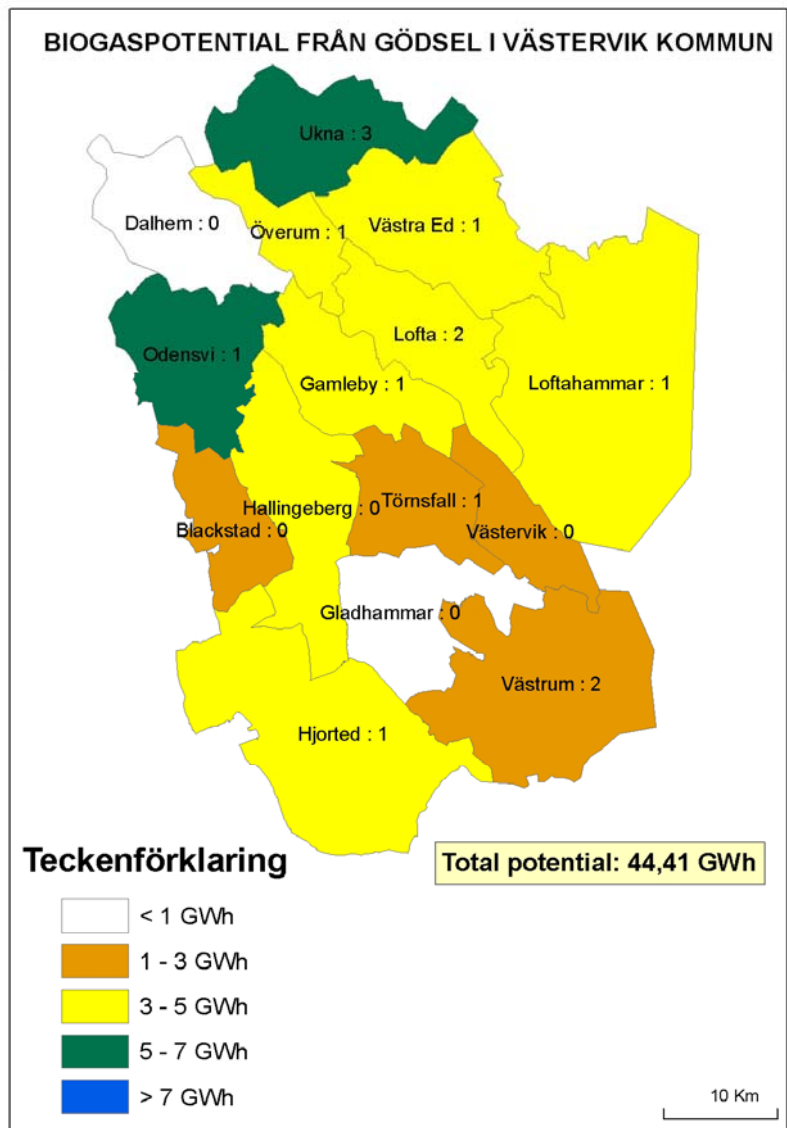 BIOGASPOTENTIAL FRÅN GÖDSEL I VÄSTERVIK KOMMUN
Ukna : 3
Dalhem : 0
Överum : 1
Västra Ed : 1
Lofta : 2
Odensvi : 1
Gamleby : 1
Loftahammar : 1
Hallingeberg : 0
Törnsfall : 1
Blackstad : 0
Västervik : 0
Gladhammar : 0
Västrum : 2
Hjorted : 1
Teckenförklaring
Total potential: 44,41 GWh
< 1 GWh
1 - 3 GWh
3 - 5 GWh
5 - 7 GWh
> 7 GWh
10 Km